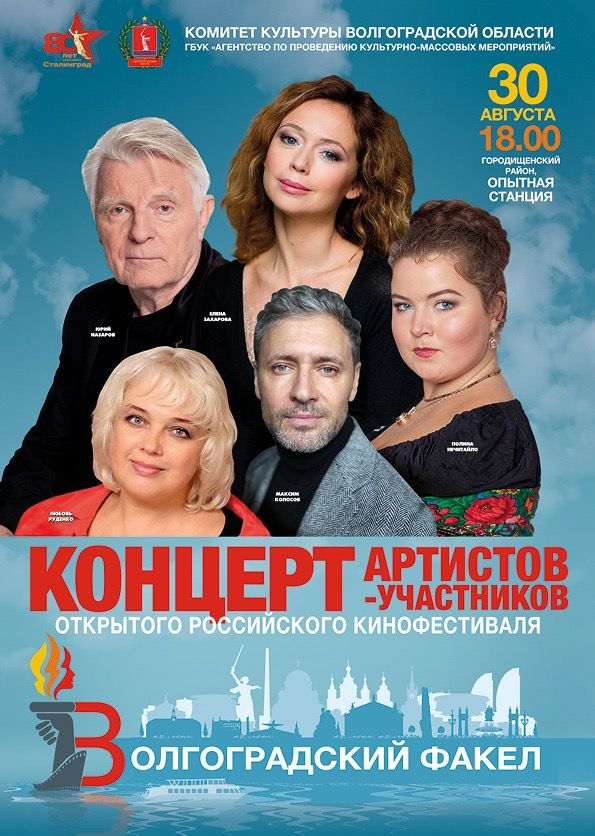 80
лет
Сталинград
КОМИТЕТ КУЛЬТУРЫ ВОЛГОГРАДСКОЙ ОБЛАСТИ
ГБУК «АГЕНТСТВО ПО ПРОВЕДЕНИЮ КУЛЬТУРНО-МАССОВЫХ МЕРОПРИЯТИЙ»
30
АВГУСТА
18.00
ГОРОДИЩЕНСКИЙ
РАЙОН,
ОПЫТНАЯ
СТАНЦИЯ
ЮРИЙ
НАЗАРОВ
ЕЛЕНА
ЗАХАРОВА
ПОЛИНА
НЕЧИТАЙЛО
ЛЮБОВЬ
РУДЕНКО
МАКСИМ
КОЛОСОВ
КОНЦЕРТ АРТИСТОВ
-УЧАСТНИКОВ
ОТКРЫТОГО РОССИЙСКОГО КИНОФЕСТИВАЛЯ
ВОЛГОГРАДСКИЙ ФАКЕЛ